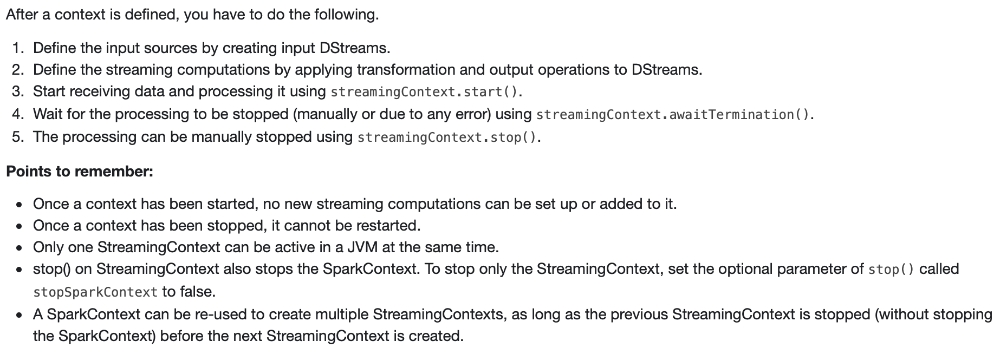 After a context is defined, you have to do the following.
1. Define the input sources by creating input DStreams.
2. Define the streaming computations by applying transformation and output operations to DStreams.
3. Start receiving data and processing it using streamingContext.start().
4. Wait for the processing to be stopped (manually or due to any error) using streamingContext.awaitTermination().
5. The processing can be manually stopped using streamingContext.stop().
Points to remember:
• Once a context has been started, no new streaming computations can be set up or added to it.
• Once a context has been stopped, it cannot be restarted.
• Only one StreamingContext can be active in a JVM at the same time.
• stop() on StreamingContext also stops the SparkContext. To stop only the StreamingContext, set the optional parameter of stop() called
stopSparkContext to false.
• A SparkContext can be re-used to create multiple StreamingContexts, as long as the previous StreamingContext is stopped (without stopping
the SparkContext) before the next StreamingContext is created.